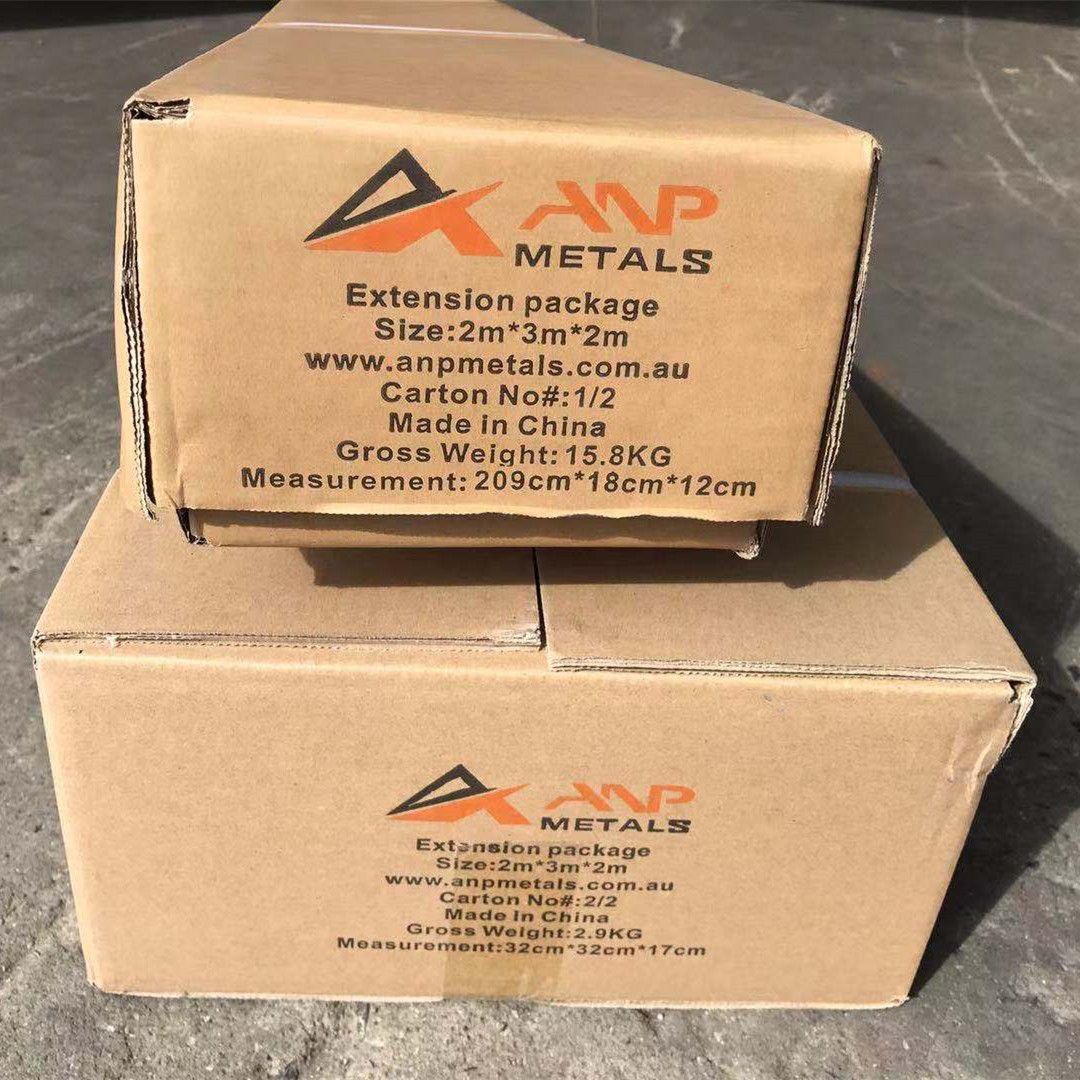 ANP
METALS
Extension package
Size:2m*3m*2m
www.anpmetals.com.au
Carton No#:1/2
Made in China
Gross Weight:15.8KG
Measurement: 209cm*18cm*12cm
ANP
METALS
Extension package
Size:2m*3m*2m
www.anpmetals.com.au
Carton No#:2/2
Made In China
Gross Weight:2.9KG
Measurement:32cm*32cm*17cm